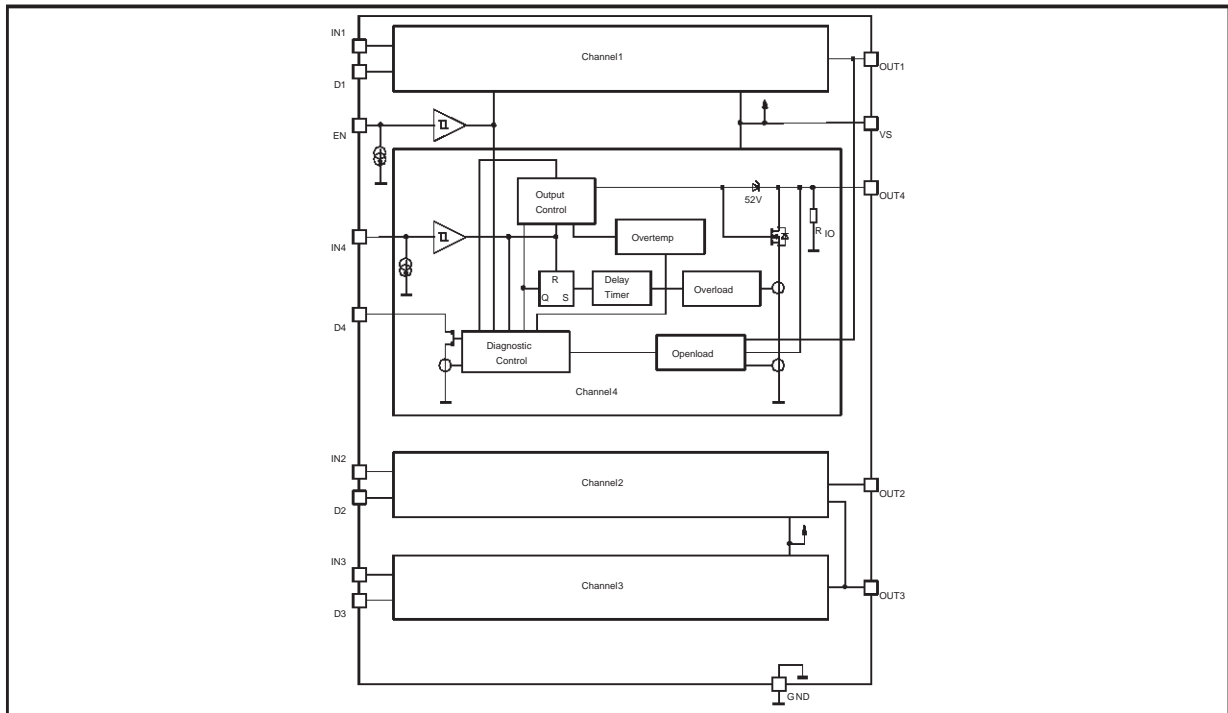 IN1
Channel1
OUT1
D1
EN
VS
OUT4
Output
Control
52V
R IO
IN4
Overtemp
R
Q S
Delay
Timer
Overload
D4
Diagnostic
Control
Openload
Channel4
IN2
Channel2
OUT2
D2
IN3
Channel3
OUT3
D3
GND